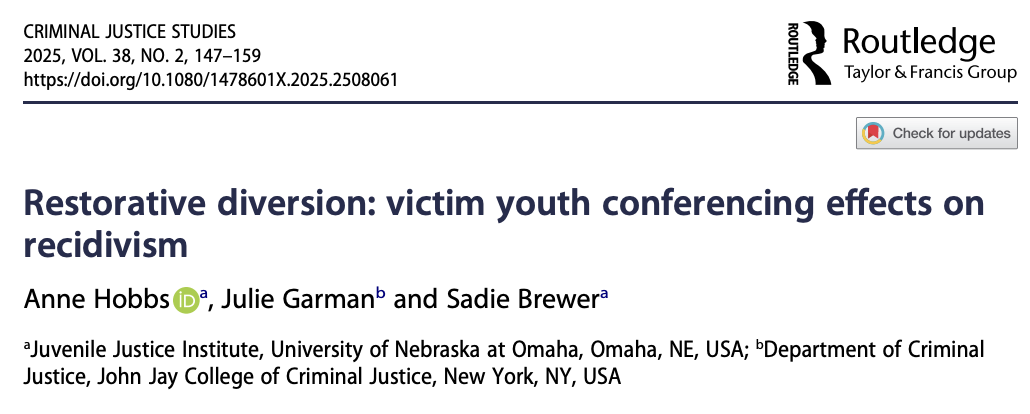 CRIMINAL JUSTICE STUDIES
2025, VOL. 38, NO. 2, 147–159
https://doi.org/10.1080/1478601X.2025.2508061
ROUTLEDGE
Routledge
Taylor & Francis Group
Check for updates
Restorative diversion: victim youth conferencing effects on
recidivism
Anne Hobbs iD a, Julie Garman b and Sadie Brewer a
aJuvenile Justice Institute, University of Nebraska at Omaha, Omaha, NE, USA; bDepartment of Criminal
Justice, John Jay College of Criminal Justice, New York, NY, USA